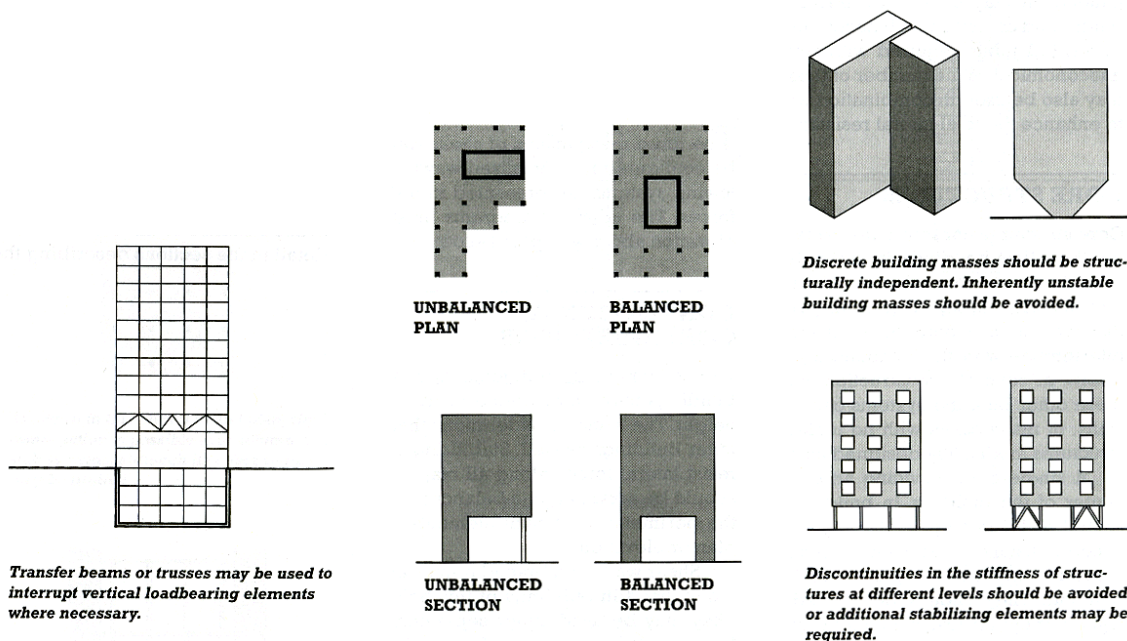 Transfer beams or trusses may be used to
interrupt vertical loadbearing elements
where necessary.
UNBALANCED
PLAN
BALANCED
PLAN
UNBALANCED
SECTION
BALANCED
SECTION
Discrete building masses should be struc-
turally independent. Inherently unstable
building masses should be avoided.
Discontinuities in the stiffness of struc-
tures at different levels should be avoided,
or additional stabilizing elements may be
required.